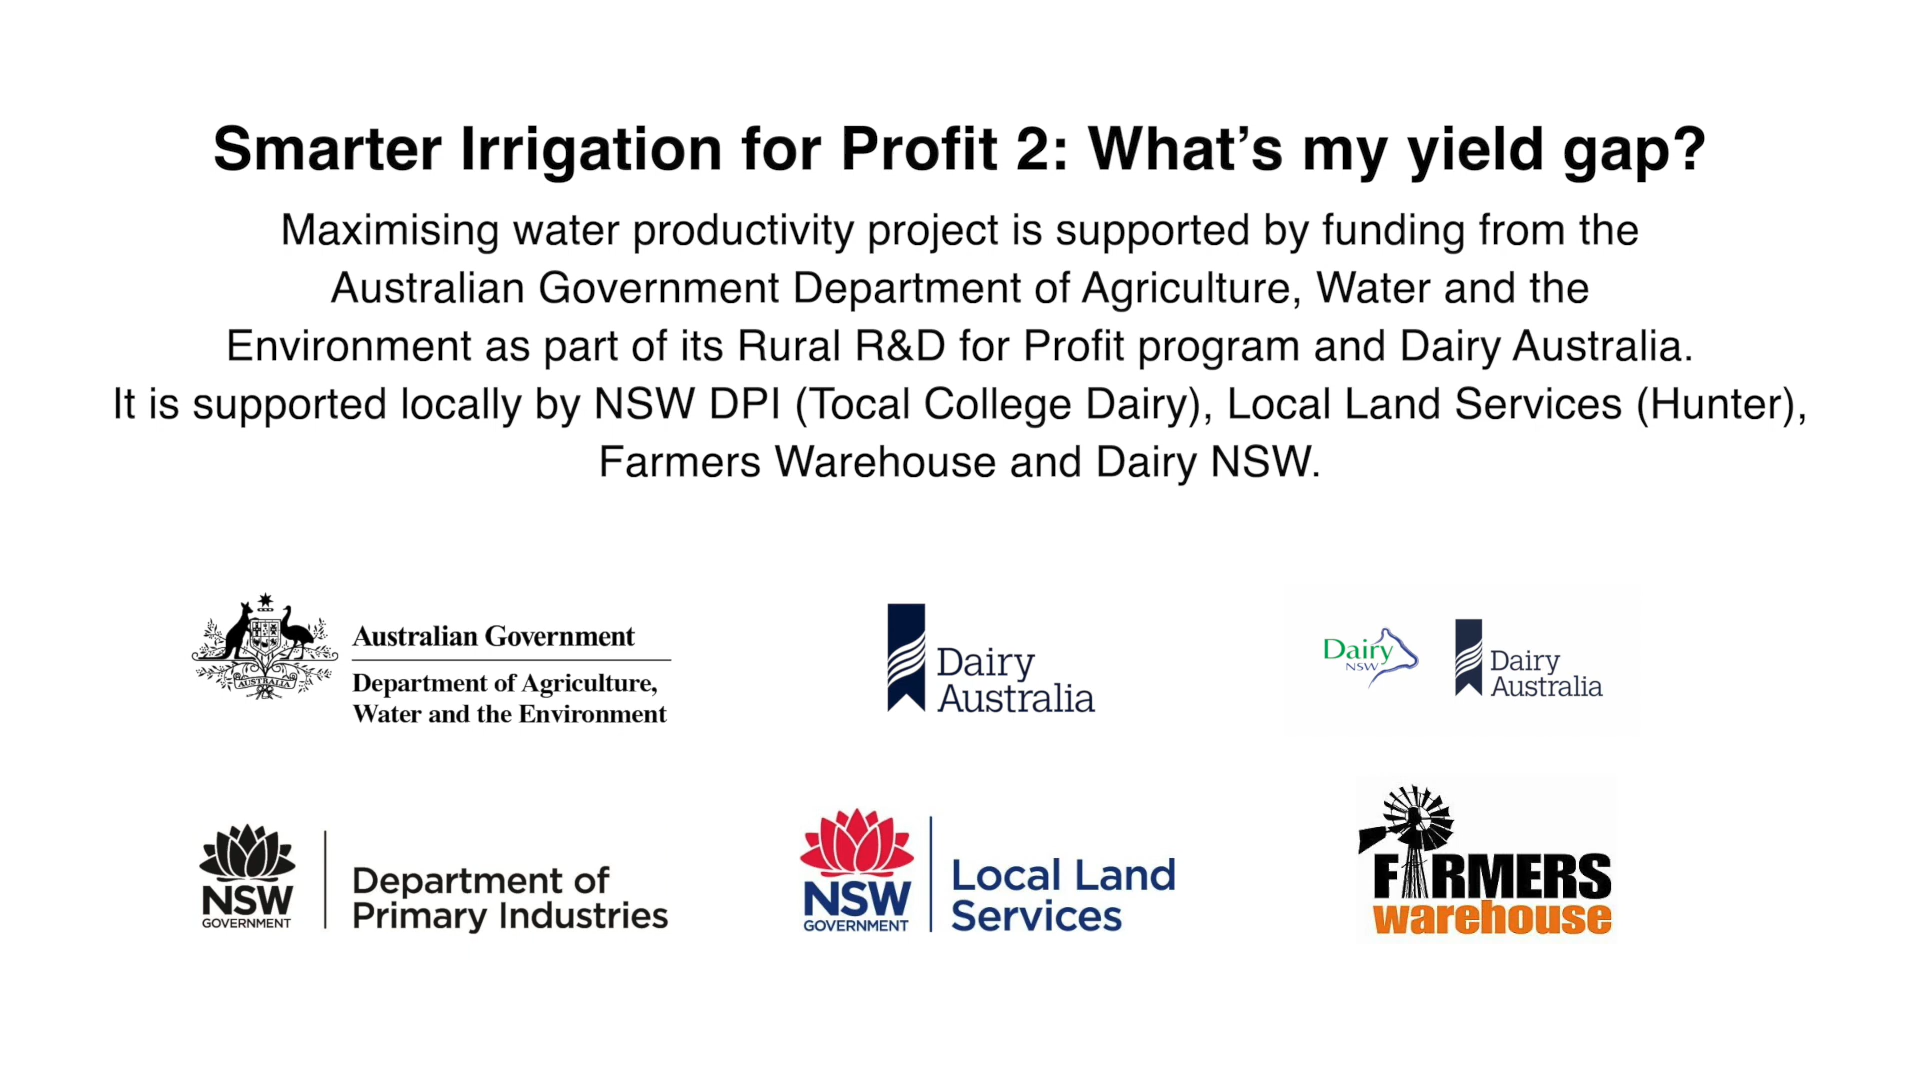 Smarter Irrigation for Profit 2: What’s my yield gap?
Maximising water productivity project is supported by funding from the
Australian Government Department of Agriculture, Water and the
Environment as part of its Rural R&D for Profit program and Dairy Australia.
It is supported locally by NSW DPI (Tocal College Dairy), Local Land Services (Hunter),
Farmers Warehouse and Dairy NSW.
AUSTRALIA
Australian Government
Department of Agriculture,
Water and the Environment
Dairy
Australia
Dairy
NSW
Dairy
Australia
NSW
GOVERNMENT
Department of
Primary Industries
NSW
GOVERNMENT
Local Land
Services
FARMERS
warehouse